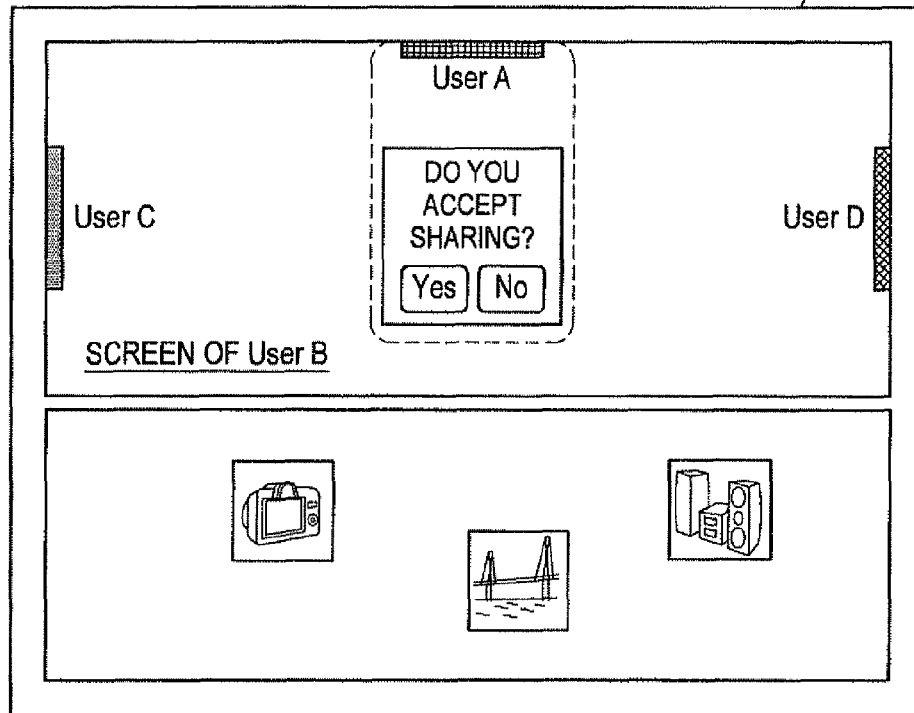 User A
DO YOU
ACCEPT
SHARING?
Yes No
User C
User D
SCREEN OF User B